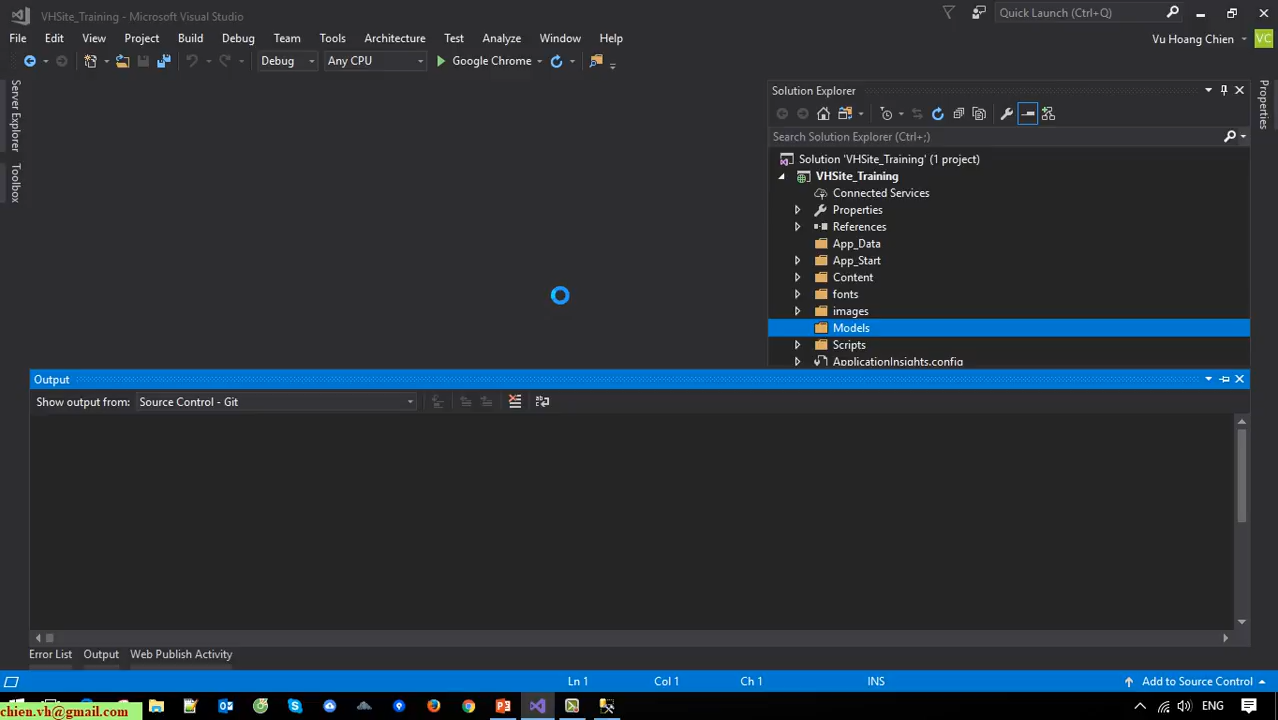 VHSite_Training - Microsoft Visual Studio
Quick Launch (Ctrl+Q)
File Edit View Project Build Debug Team Tools Architecture Test Analyze Window Help
Vu Hoang Chien VC
Debug Any CPU Google Chrome
Server Explorer
Toolbox
Properties
Solution Explorer
Search Solution Explorer (Ctrl+;)
Solution 'VHSite_Training' (1 project)
VHSite_Training
Connected Services
Properties
References
App_Data
App_Start
Content
fonts
images
Models
Scripts
ApplicationInsights.config
Output
Show output from: Source Control - Git
Error List Output Web Publish Activity
Ln 1 Col 1 Ch 1 INS Add to Source Control
ENG
chien.vh@gmail.com